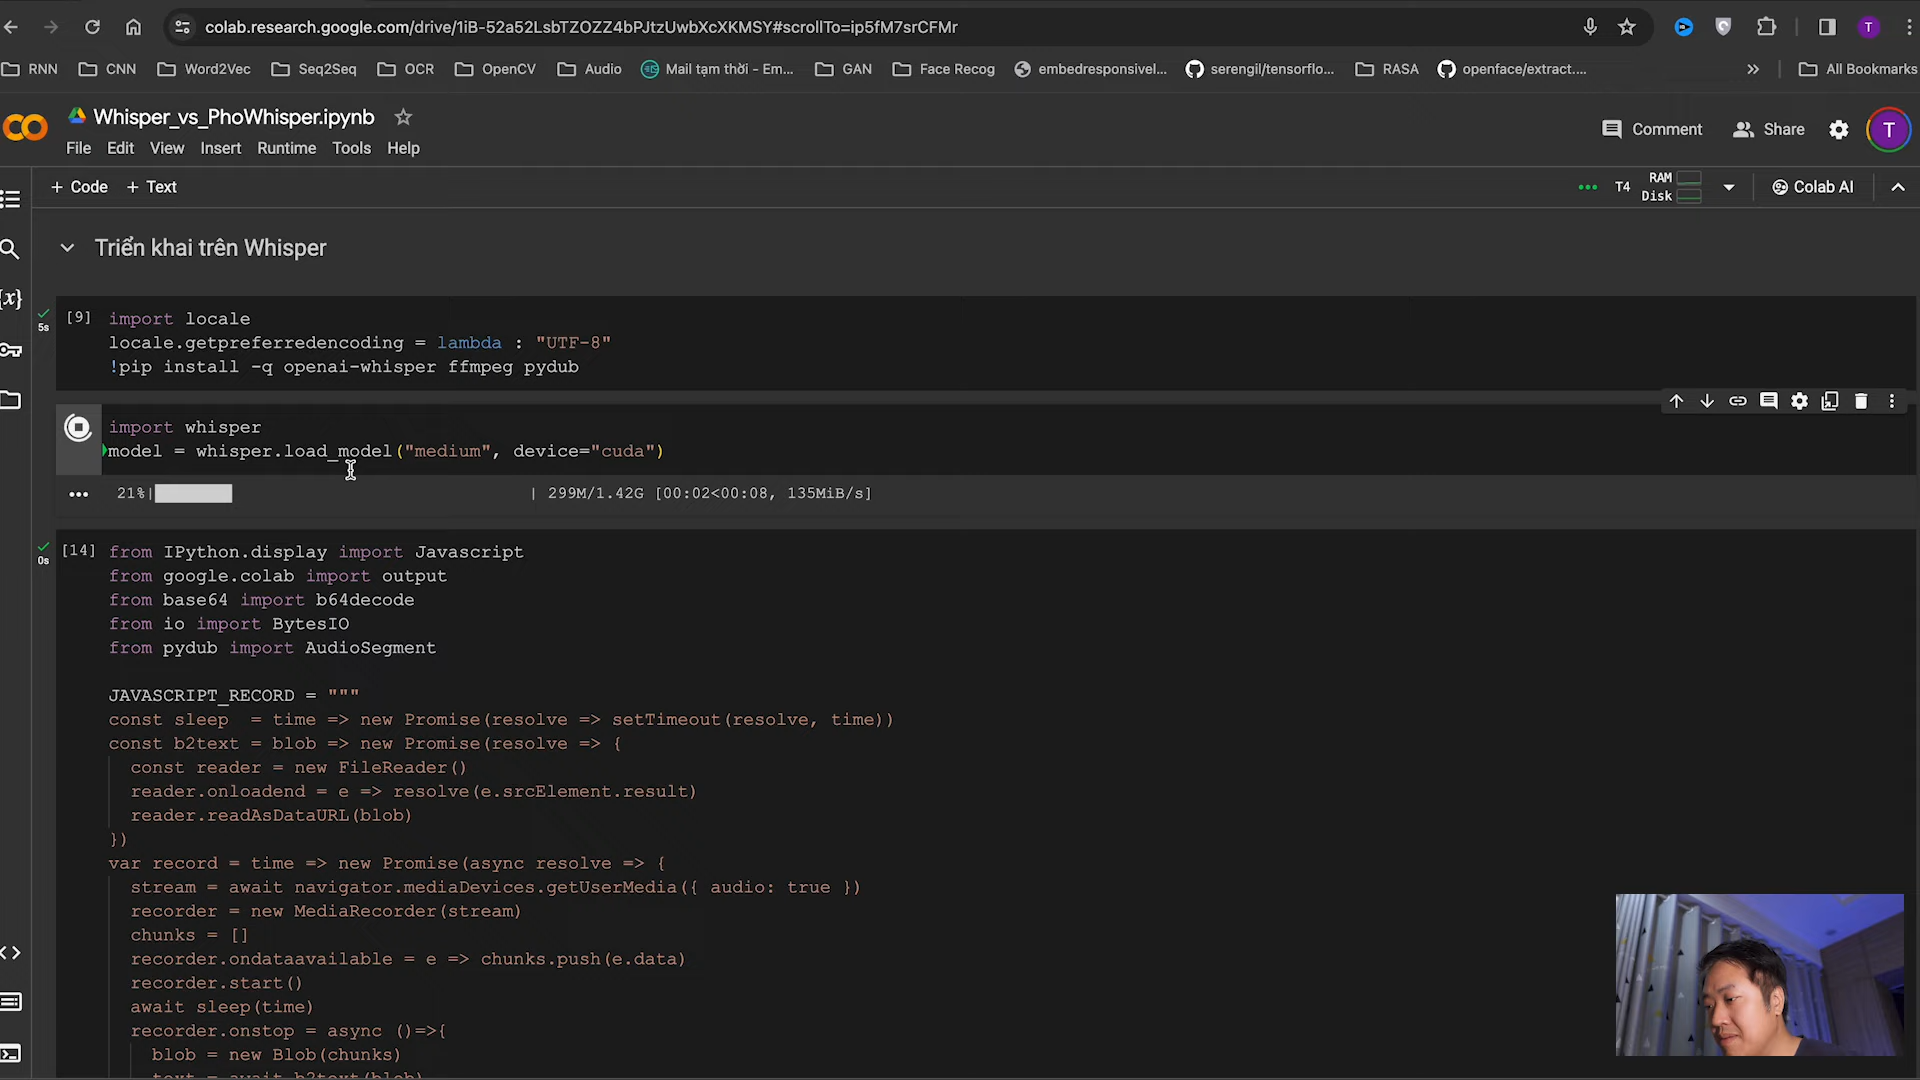 colab.research.google.com/drive/1iB-52a52LsbTZOZZ4bPJtzUwbXcXKMSY#scrollTo=ip5fM7srCFMr
T
RNN CNN Word2Vec Seq2Seq OCR OpenCV Audio Mail tạm thời - Em... GAN Face Recog embedresponsivel... serengil/tensorflo... RASA openface/extract.... » All Bookmarks
Whisper_vs_PhoWhisper.ipynb
Comment Share T
File Edit View Insert Runtime Tools Help
+ Code + Text T4 RAM Disk Colab AI
Triển khai trên Whisper
[9] import locale
5s
locale.getpreferredencoding = lambda : "UTF-8"
!pip install -q openai-whisper ffmpeg pydub
import whisper
model = whisper.load_model("medium", device="cuda")
21%| | 299M/1.42G [00:02<00:08, 135MiB/s]
[14] from IPython.display import Javascript
0s
from google.colab import output
from base64 import b64decode
from io import BytesIO
from pydub import AudioSegment
JAVASCRIPT_RECORD = """
const sleep  = time => new Promise(resolve => setTimeout(resolve, time))
const b2text = blob => new Promise(resolve => {
const reader = new FileReader()
reader.onloadend = e => resolve(e.srcElement.result)
reader.readAsDataURL(blob)
})
var record = time => new Promise(async resolve => {
stream = await navigator.mediaDevices.getUserMedia({ audio: true })
recorder = new MediaRecorder(stream)
chunks = []
recorder.ondataavailable = e => chunks.push(e.data)
recorder.start()
await sleep(time)
recorder.onstop = async ()=>{
blob = new Blob(chunks)
text = await b2text(blob)